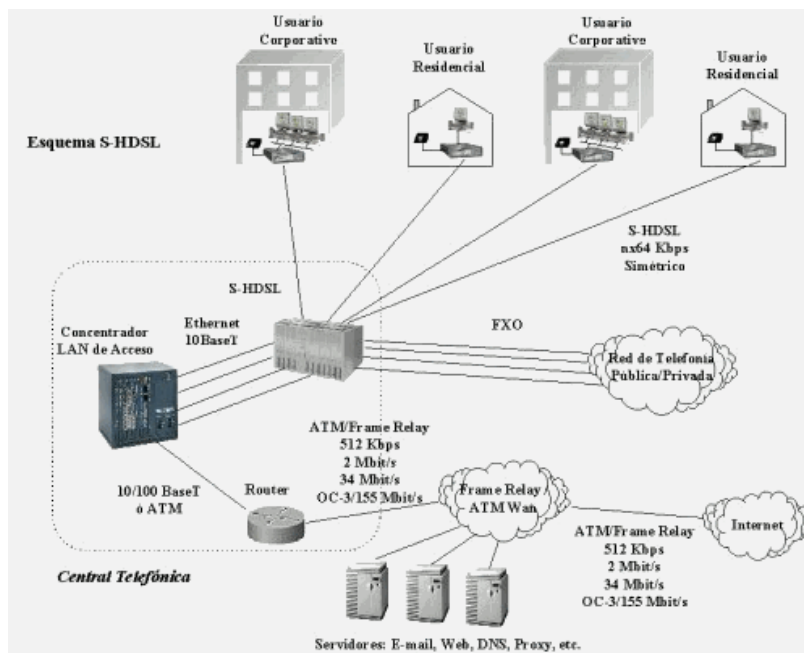 Usuario
Corporative
Usuario
Residencial
Usuario
Corporative
Usuario
Residencial
Esquema S-HDSL
S-HDSL
nx64 Kbps
Simétrico
S-HDSL
Ethernet
10BaseT
Concentrador
LAN de Acceso
FXO
Red de Telefonía
Pública/Privada
ATM/Frame Relay
512 Kbps
2 Mbit/s
34 Mbit/s
OC-3/155 Mbit/s
10/100 BaseT
ó ATM
Router
Frame Relay /
ATM Wan
Internet
ATM/Frame Relay
512 Kbps
2 Mbit/s
34 Mbit/s
OC-3/155 Mbit/s
Central Telefónica
Servidores: E-mail, Web, DNS, Proxy, etc.